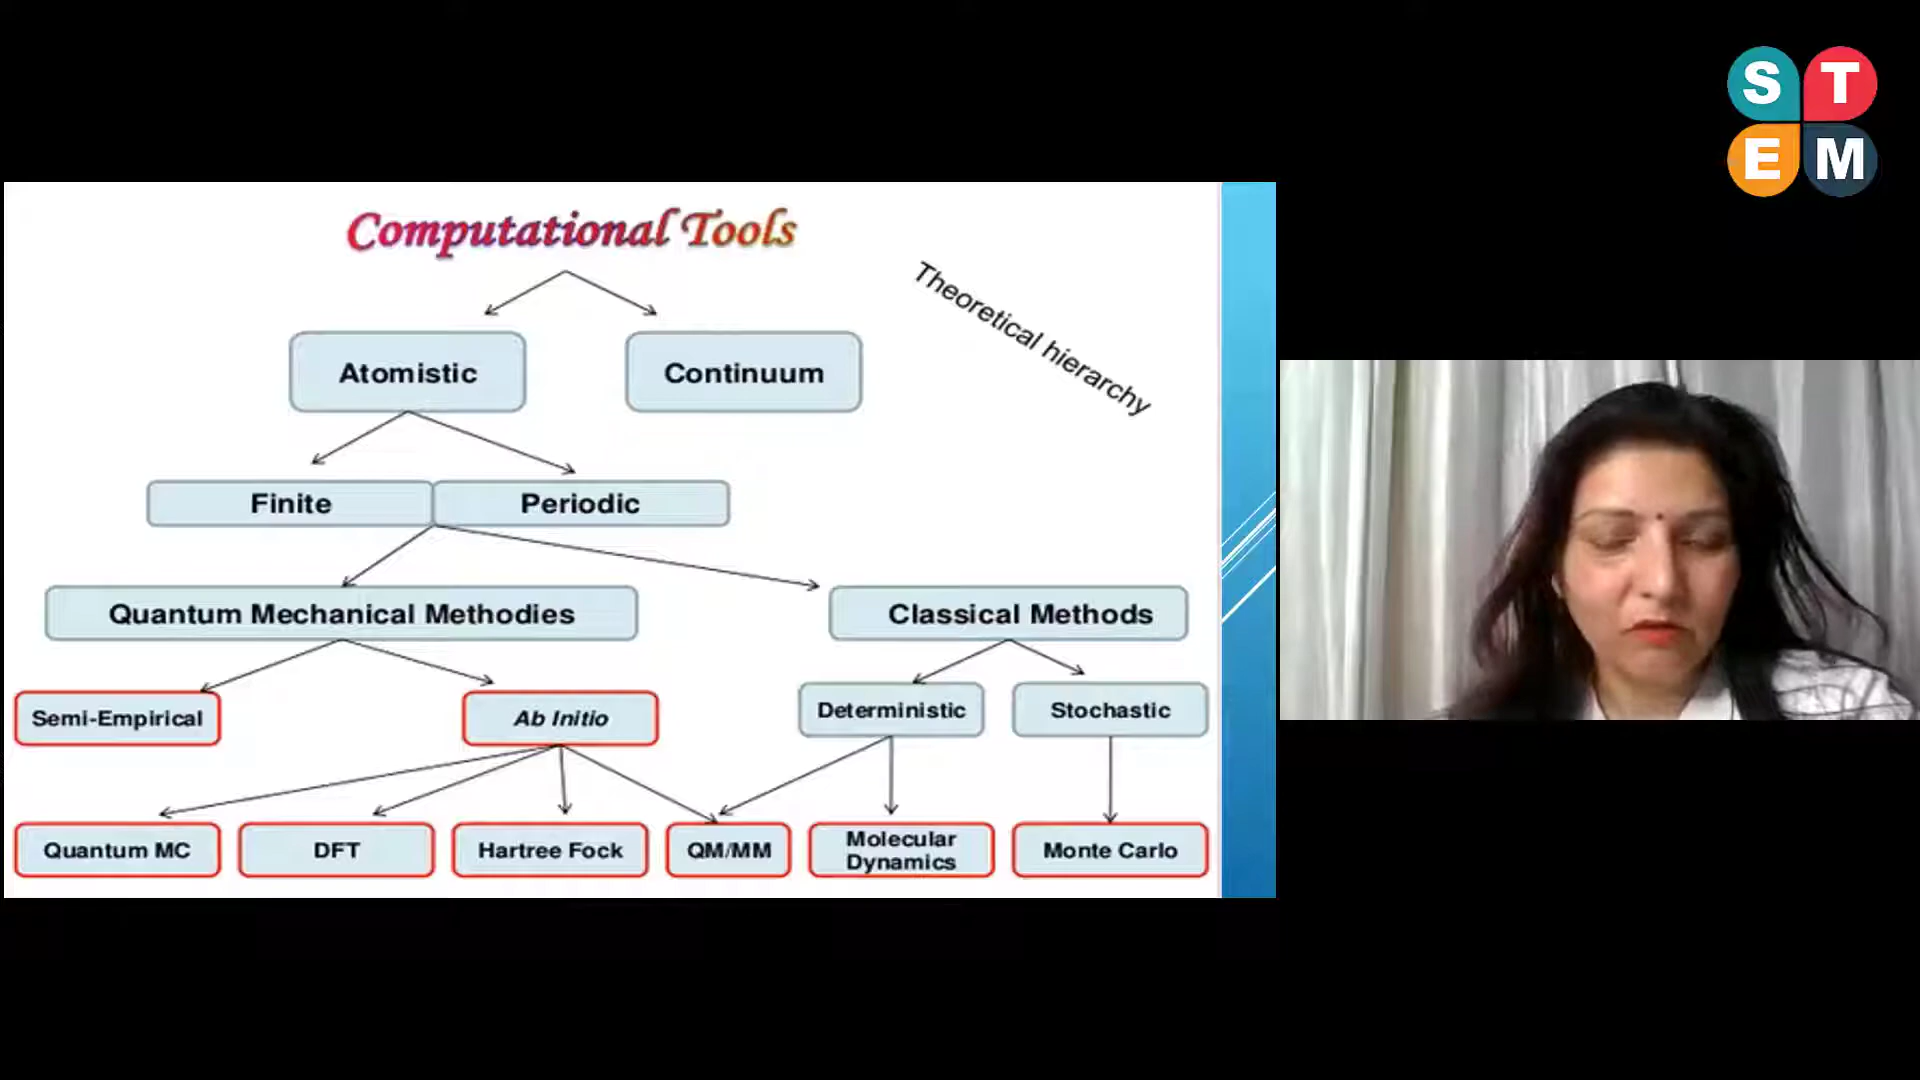 Computational Tools
Theoretical hierarchy
Atomistic
Continuum
Finite
Periodic
Quantum Mechanical Methodies
Classical Methods
Semi-Empirical
Ab Initio
Deterministic
Stochastic
Quantum MC
DFT
Hartree Fock
QM/MM
Molecular
Dynamics
Monte Carlo
S T
E M